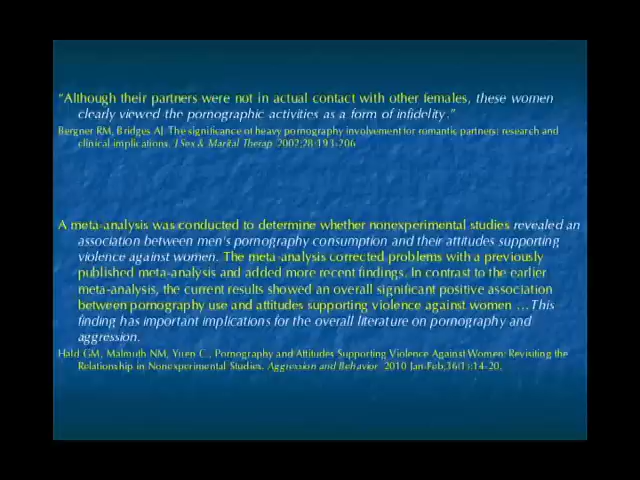 “Although their partners were not in actual contact with other females, these women
clearly viewed the pornographic activities as a form of infidelity.”
Bergner RM, Bridges AJ. The significance of heavy pornography involvement for romantic partners: research and
clinical implications. J Sex & Marital Therap. 2002;28:193-206
A meta-analysis was conducted to determine whether nonexperimental studies revealed an
association between men's pornography consumption and their attitudes supporting
violence against women. The meta-analysis corrected problems with a previously
published meta-analysis and added more recent findings. In contrast to the earlier
meta-analysis, the current results showed an overall significant positive association
between pornography use and attitudes supporting violence against women …This
finding has important implications for the overall literature on pornography and
aggression.
Hald GM, Malmuth NM, Yuen C., Pornography and Attitudes Supporting Violence Against Women: Revisiting the
Relationship in Nonexperimental Studies. Aggression and Behavior 2010 Jan-Feb;36(1):14-20.